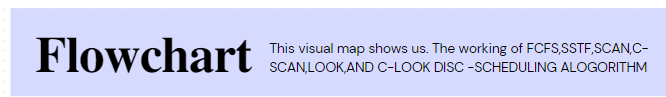 Flowchart
This visual map shows us. The working of FCFS,SSTF,SCAN,C-
SCAN,LOOK,AND C-LOOK DISC -SCHEDULING ALOGORITHM